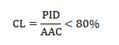 CL = PID / AAC < 80%